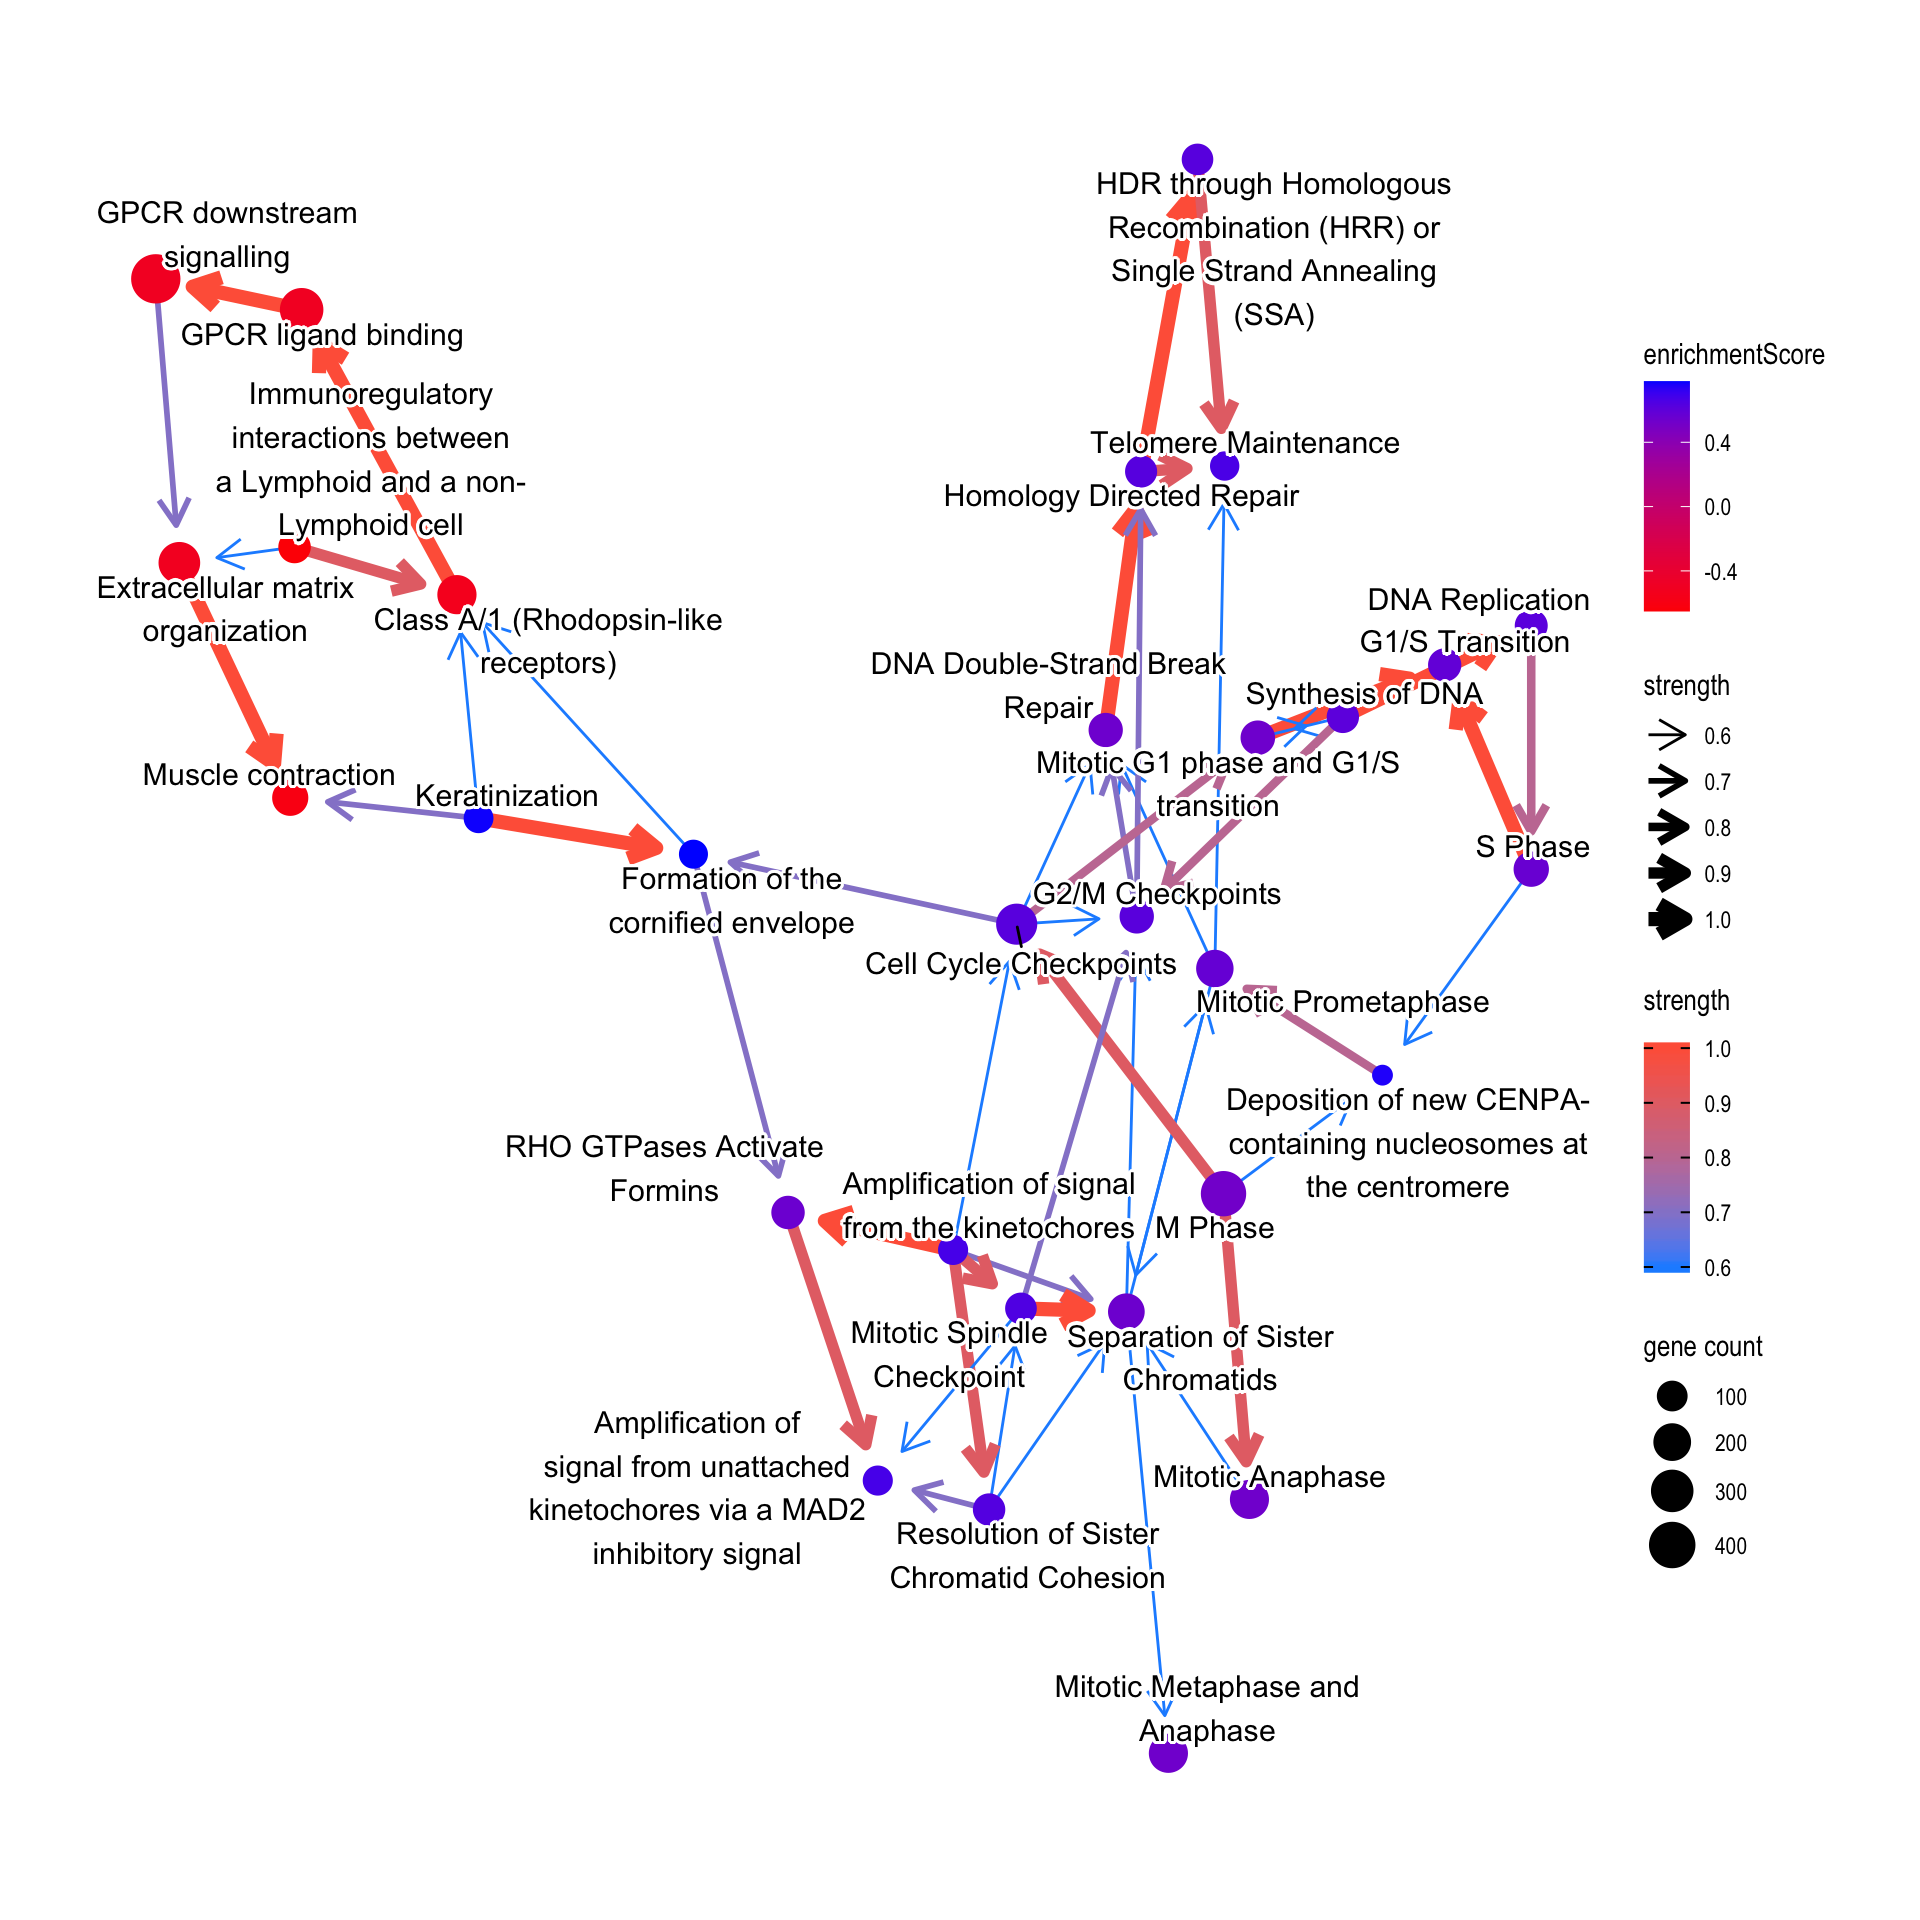 HDR through Homologous
Recombination (HRR) or
Single Strand Annealing
(SSA)
GPCR downstream
signalling
GPCR ligand binding
Immunoregulatory
interactions between
a Lymphoid and a non-
Lymphoid cell
Telomere Maintenance
Homology Directed Repair
Extracellular matrix
organization
Class A/1 (Rhodopsin-like
receptors)
DNA Replication
G1/S Transition
Synthesis of DNA
DNA Double-Strand Break
Repair
Mitotic G1 phase and G1/S
transition
Muscle contraction
Keratinization
S Phase
Formation of the
cornified envelope
G2/M Checkpoints
Cell Cycle Checkpoints
Mitotic Prometaphase
Deposition of new CENPA-
containing nucleosomes at
the centromere
RHO GTPases Activate
Formins
Amplification of signal
from the kinetochores
M Phase
Mitotic Spindle
Checkpoint
Separation of Sister
Chromatids
Amplification of
signal from unattached
kinetochores via a MAD2
inhibitory signal
Mitotic Anaphase
Resolution of Sister
Chromatid Cohesion
Mitotic Metaphase and
Anaphase
enrichmentScore
0.4
0.0
-0.4
strength
0.6
0.7
0.8
0.9
1.0
strength
1.0
0.9
0.8
0.7
0.6
gene count
100
200
300
400